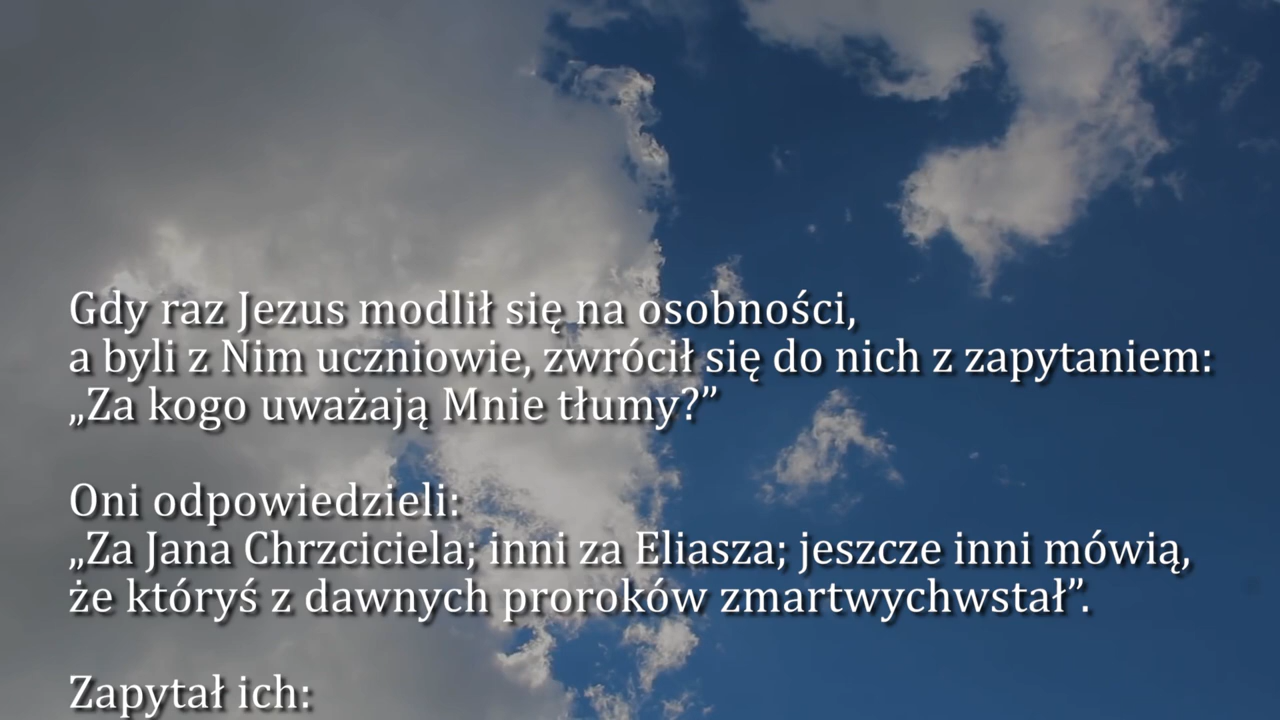 Gdy raz Jezus modlił się na osobności,
a byli z Nim uczniowie, zwrócił się do nich z zapytaniem:
„Za kogo uważają Mnie tłumy?”
Oni odpowiedzieli:
„Za Jana Chrzciciela; inni za Eliasza; jeszcze inni mówią,
że któryś z dawnych proroków zmartwychwstał”.
Zapytał ich: